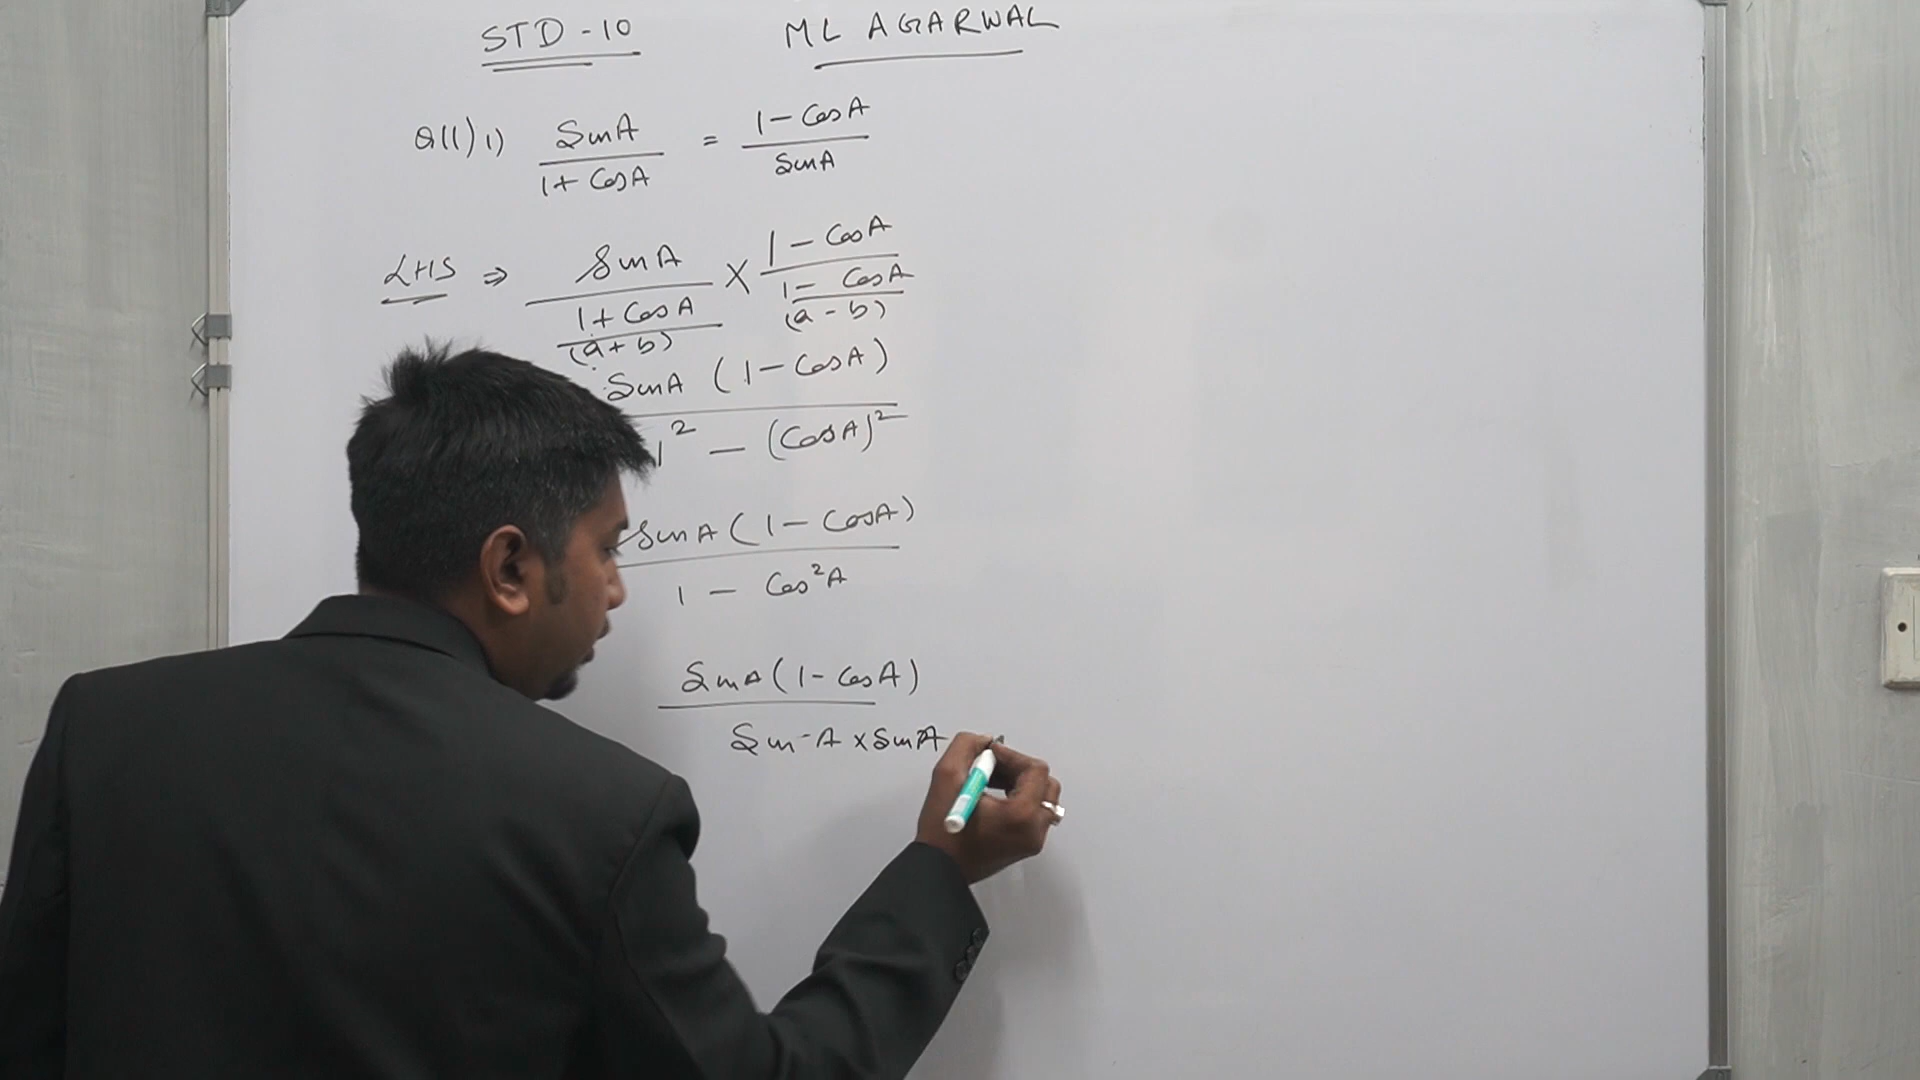 STD - 10 ML AGARWAL
Q(1) 1) SinA / 1 + CosA = 1 - CosA / SinA
LHS ⇒ SinA / 1 + CosA × 1 - CosA / 1 - CosA
(a + b) (a - b)
SinA (1 - CosA)
1² - (CosA)²
SinA (1 - CosA)
1 - Cos²A
SinA (1 - CosA)
Sin A × SinA